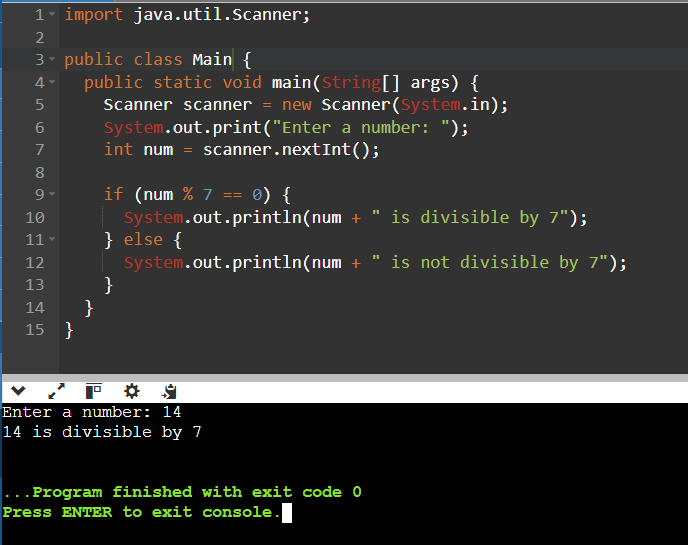 1 import java.util.Scanner;
2
3 public class Main {
4   public static void main(String[] args) {
5     Scanner scanner = new Scanner(System.in);
6     System.out.print("Enter a number: ");
7     int num = scanner.nextInt();
8
9     if (num % 7 == 0) {
10       System.out.println(num + " is divisible by 7");
11     } else {
12       System.out.println(num + " is not divisible by 7");
13     }
14   }
15 }
Enter a number: 14
14 is divisible by 7
...Program finished with exit code 0
Press ENTER to exit console.